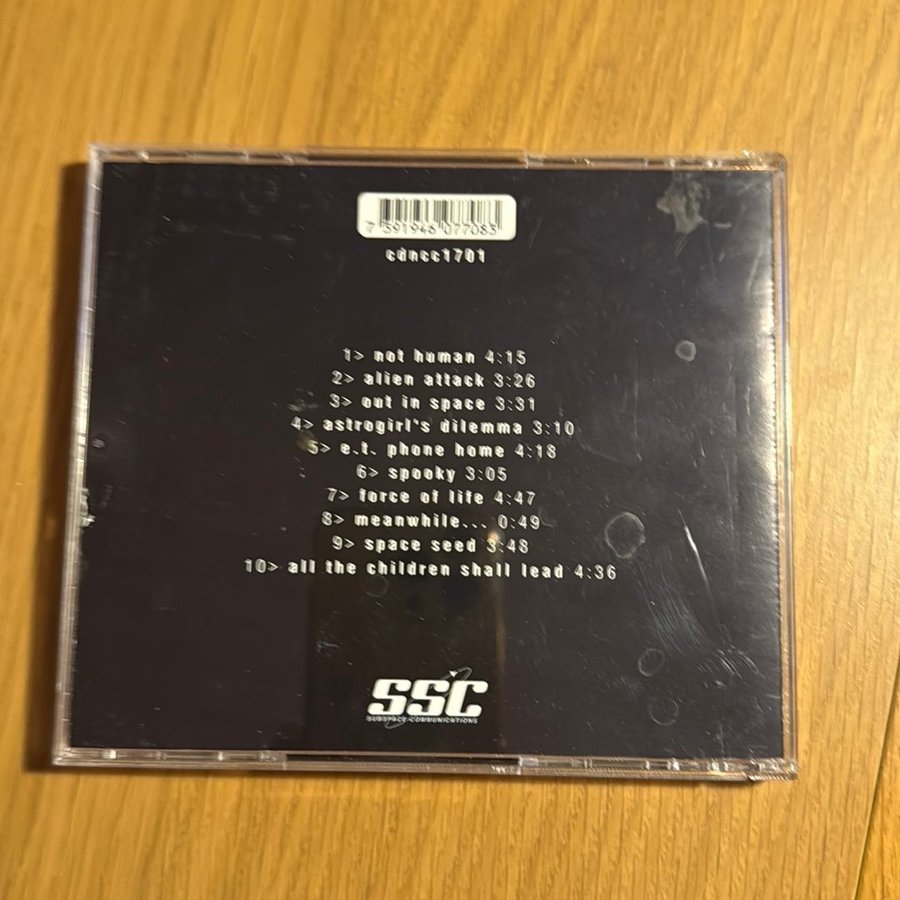 7 391946 077083
cdncc1701
1> not human 4:15
2> alien attack 3:26
3> out in space 3:31
4> astrogirl's dilemma 3:10
5> e.t. phone home 4:18
6> spooky 3:05
7> force of life 4:47
8> meanwhile... 0:49
9> space seed 3:48
10> all the children shall lead 4:36
SSC
SUBSPACE COMMUNICATIONS